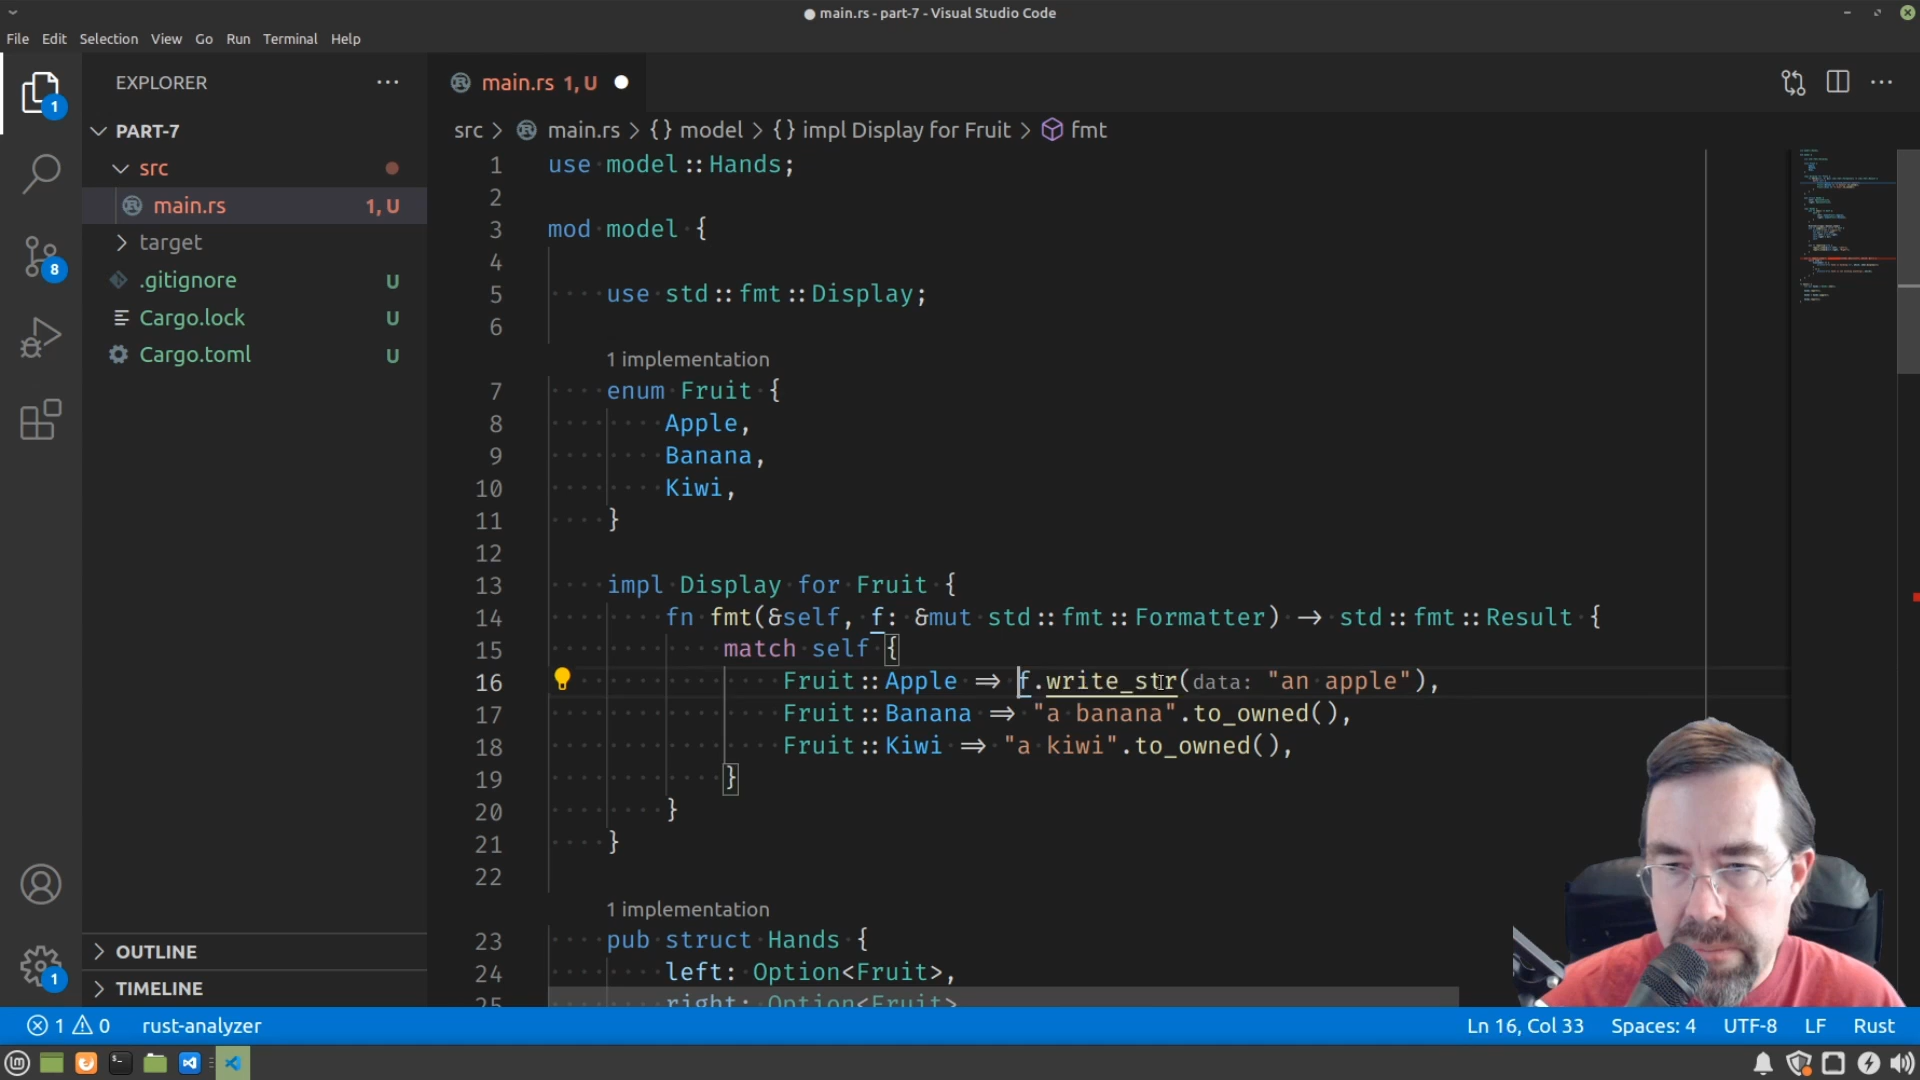 main.rs - part-7 - Visual Studio Code
File Edit Selection View Go Run Terminal Help
EXPLORER
main.rs 1, U
PART-7
src > main.rs > {} model > {} impl Display for Fruit > fmt
src
main.rs 1, U
target
.gitignore U
Cargo.lock U
Cargo.toml U
1
8
1 use model::Hands;
2
3 mod model {
4
5 use std::fmt::Display;
6
1 implementation
7 enum Fruit {
8 Apple,
9 Banana,
10 Kiwi,
11 }
12
13 impl Display for Fruit {
14 fn fmt(&self, f: &mut std::fmt::Formatter) → std::fmt::Result {
15 match self {
16 Fruit::Apple ⇒ f.write_str(data: "an apple"),
17 Fruit::Banana ⇒ "a banana".to_owned(),
18 Fruit::Kiwi ⇒ "a kiwi".to_owned(),
19 }
20 }
21 }
22
1 implementation
23 pub struct Hands {
24 left: Option<Fruit>,
25 right: Option<Fruit>
OUTLINE
TIMELINE
1
1 0 rust-analyzer Ln 16, Col 33 Spaces: 4 UTF-8 LF Rust